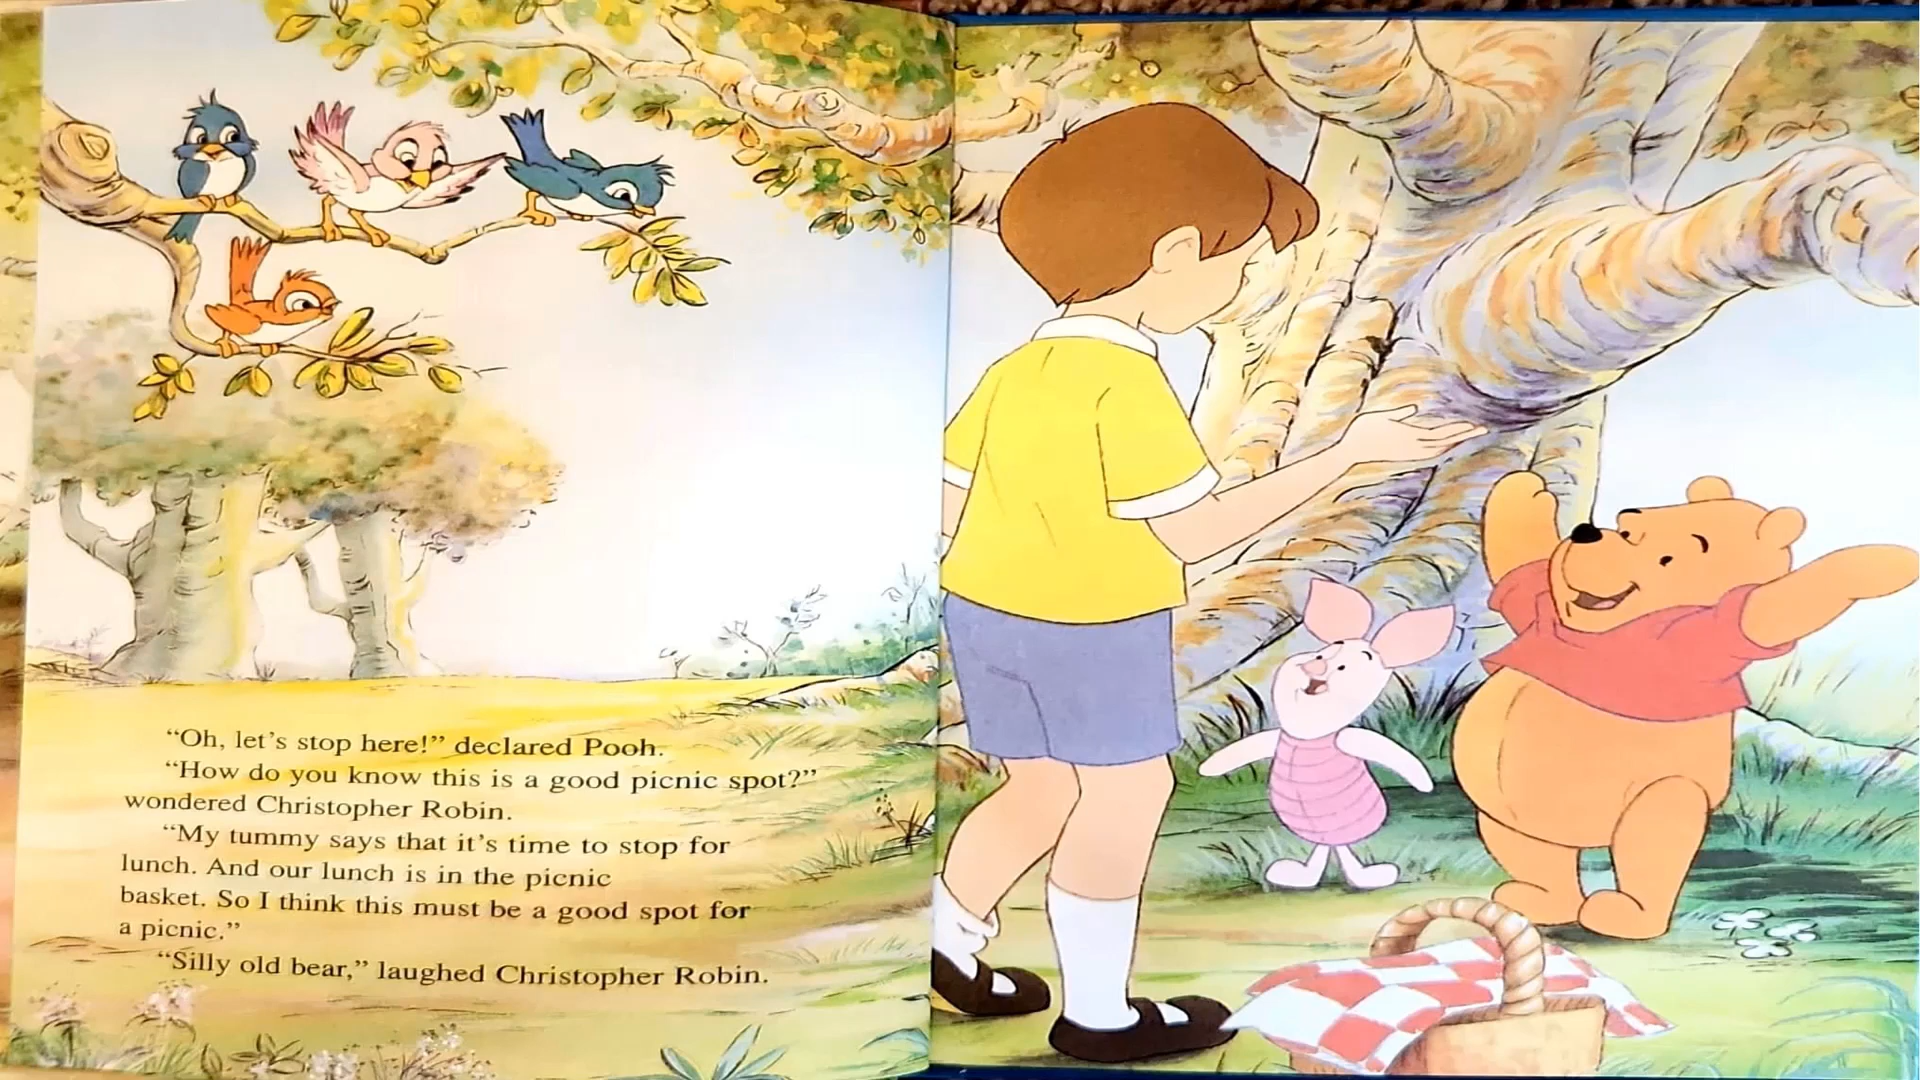 “Oh, let’s stop here!” declared Pooh.
“How do you know this is a good picnic spot?”
wondered Christopher Robin.
“My tummy says that it’s time to stop for
lunch. And our lunch is in the picnic
basket. So I think this must be a good spot for
a picnic.”
“Silly old bear,” laughed Christopher Robin.